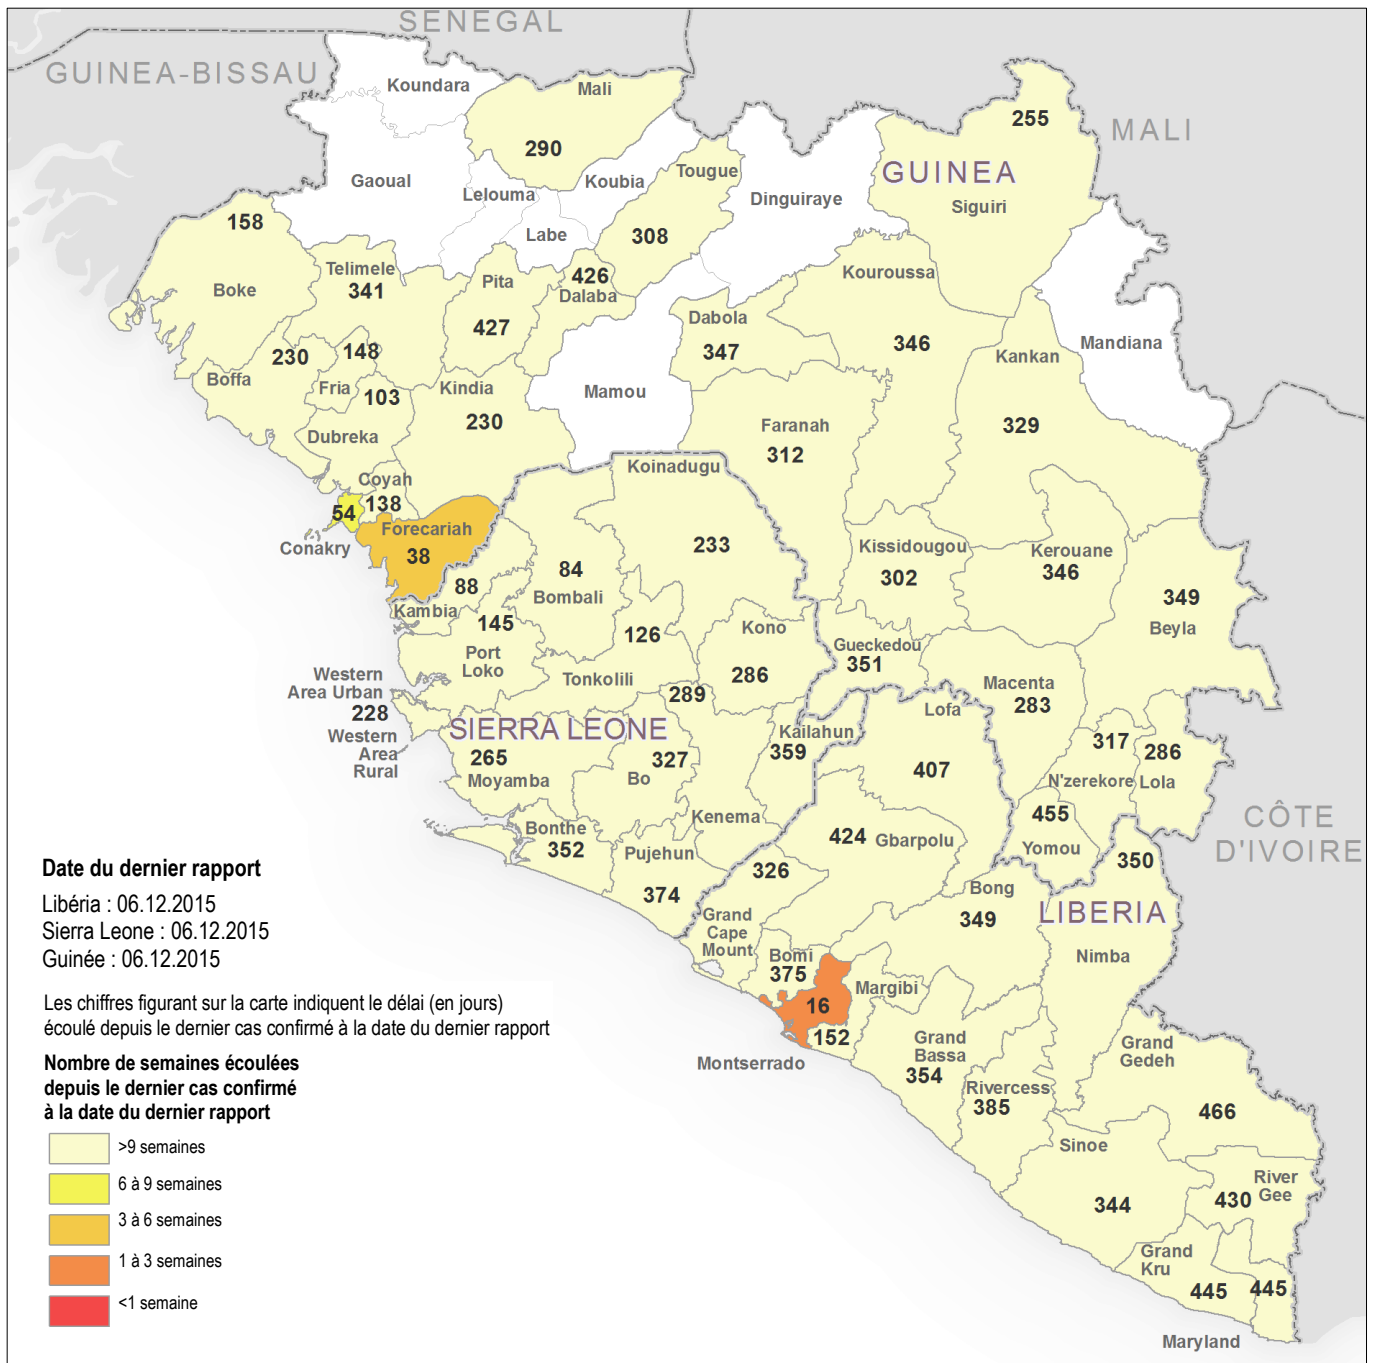 SENEGAL
GUINEA-BISSAU
Koundara
Mali
290
255
MALI
GUINEA
Siguiri
Gaoual
Lelouma
Koubia
Tougue
Dinguiraye
Labe
308
158
Boke
Telimele
341
Pita
427
426
Dalaba
Kouroussa
346
Dabola
347
Kankan
329
Mandiana
230
Boffa
148
Fria
103
Dubreka
Kindia
230
Mamou
Faranah
312
Coyah
138
54
Conakry
Forecariah
38
Koinadugu
233
Kissidougou
302
Kerouane
346
349
Beyla
88
Kambia
84
Bombali
145
Port
Loko
126
Tonkolili
Kono
286
Gueckedou
351
Macenta
283
Western
Area Urban
228
Western
Area
Rural
SIERRA LEONE
289
265
Moyamba
327
Bo
Kailahun
359
Lofa
407
317
N'zerekore
286
Lola
Kenema
Bonthe
352
Pujehun
374
424
Gbarpolu
455
Yomou
CÔTE
D'IVOIRE
350
326
Grand
Cape
Mount
Bong
349
LIBERIA
Nimba
Bomi
375
16
Margibi
152
Montserrado
Grand
Bassa
354
Rivercess
385
Grand
Gedeh
466
Sinoe
344
River
Gee
430
Grand
Kru
445
445
Maryland
Date du dernier rapport
Libéria : 06.12.2015
Sierra Leone : 06.12.2015
Guinée : 06.12.2015
Les chiffres figurant sur la carte indiquent le délai (en jours)
écoulé depuis le dernier cas confirmé à la date du dernier rapport
Nombre de semaines écoulées
depuis le dernier cas confirmé
à la date du dernier rapport
>9 semaines
6 à 9 semaines
3 à 6 semaines
1 à 3 semaines
<1 semaine